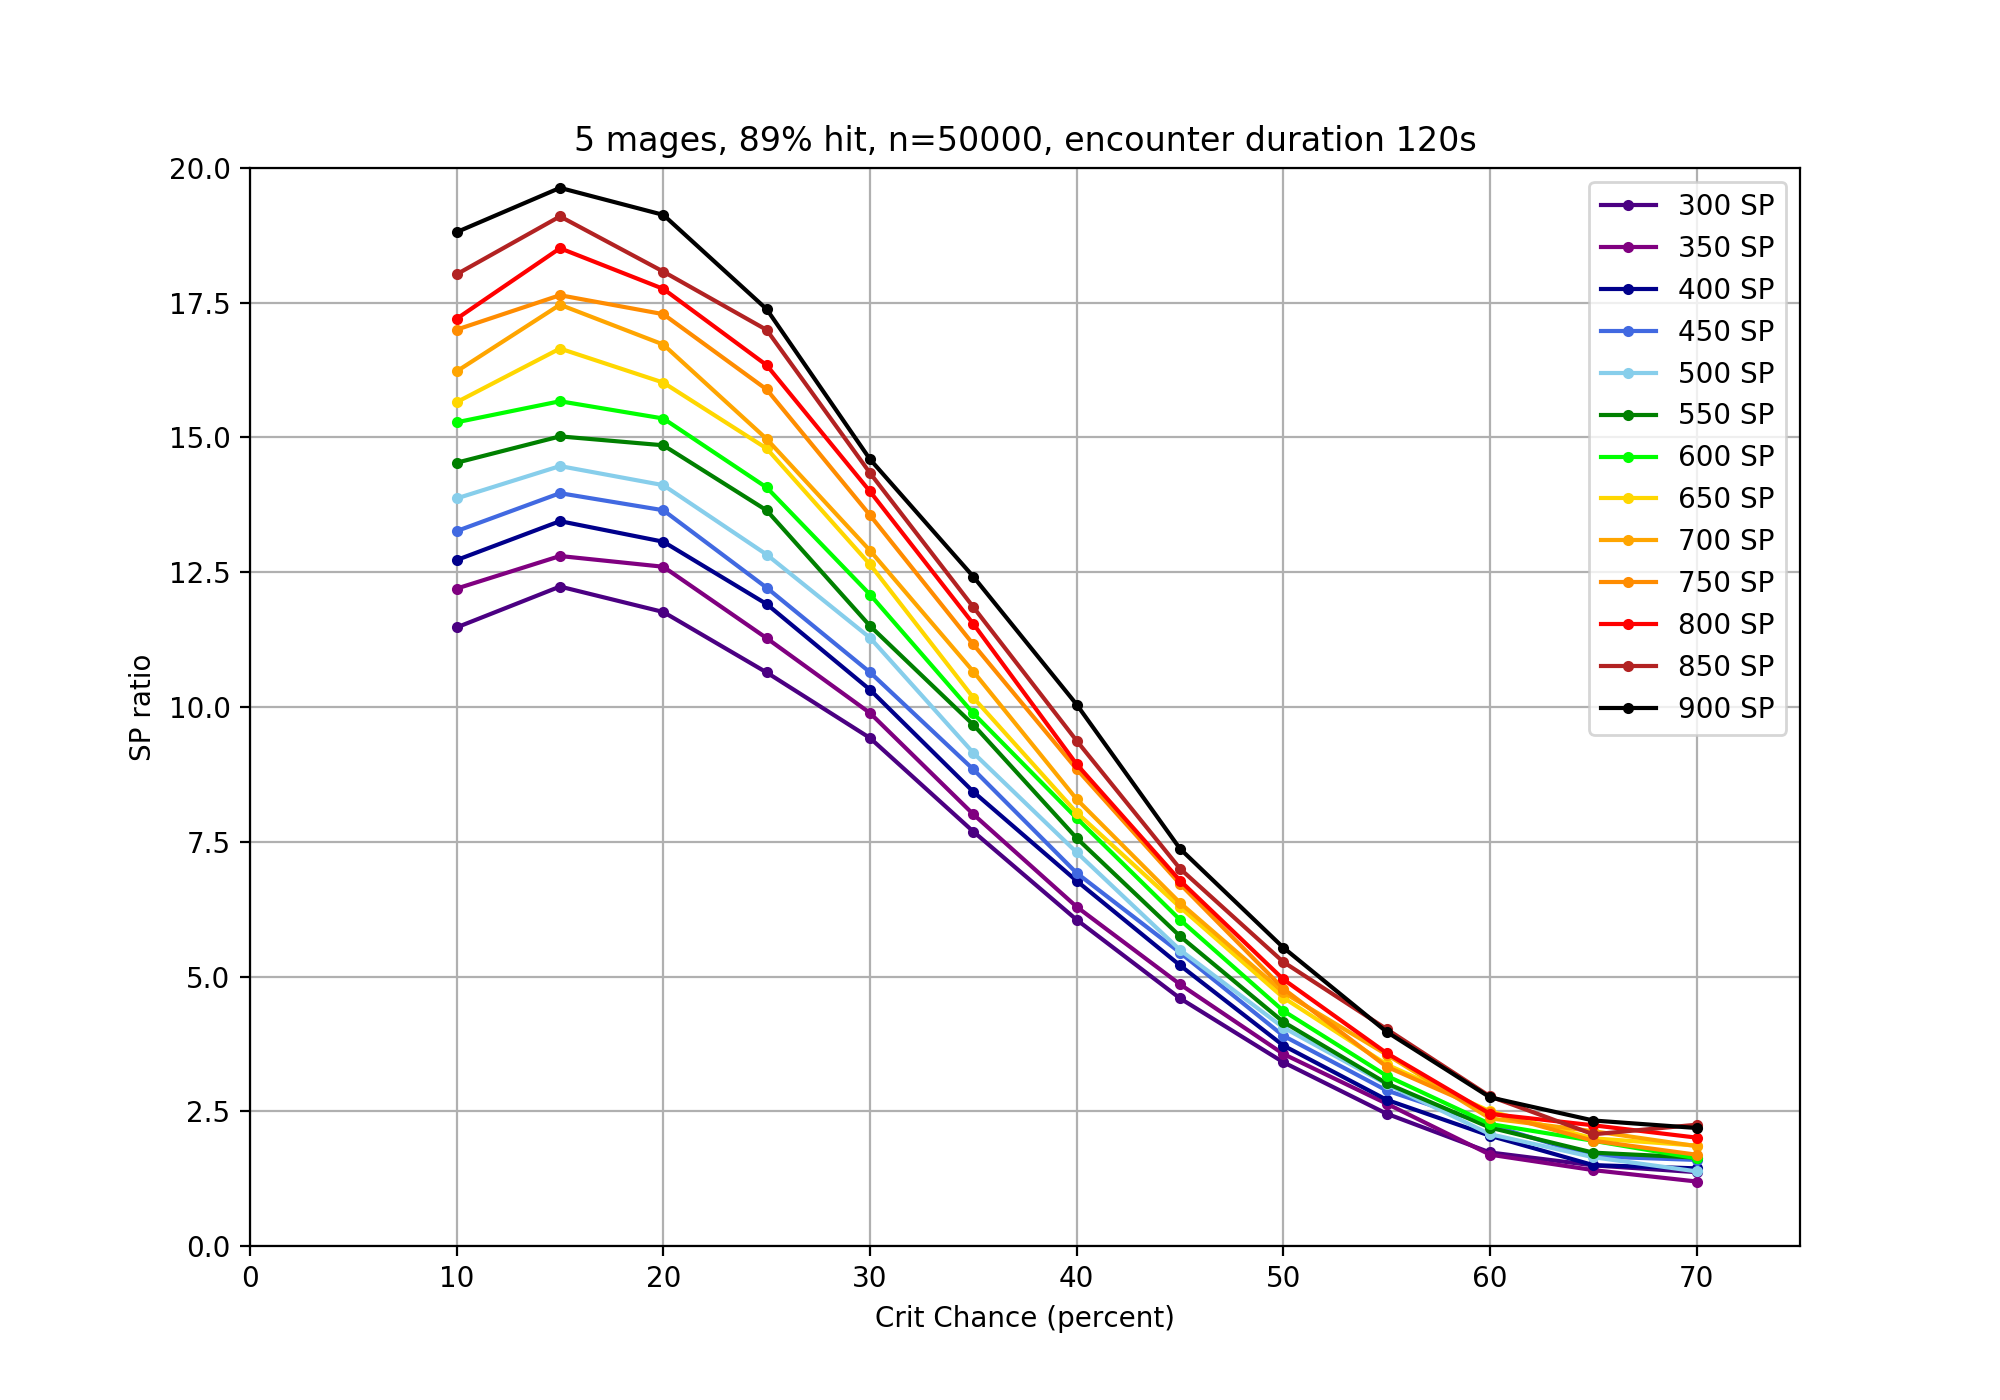 5 mages, 89% hit, n=50000, encounter duration 120s
20.0
17.5
15.0
12.5
10.0
7.5
5.0
2.5
0.0
SP ratio
0 10 20 30 40 50 60 70
Crit Chance (percent)
300 SP
350 SP
400 SP
450 SP
500 SP
550 SP
600 SP
650 SP
700 SP
750 SP
800 SP
850 SP
900 SP